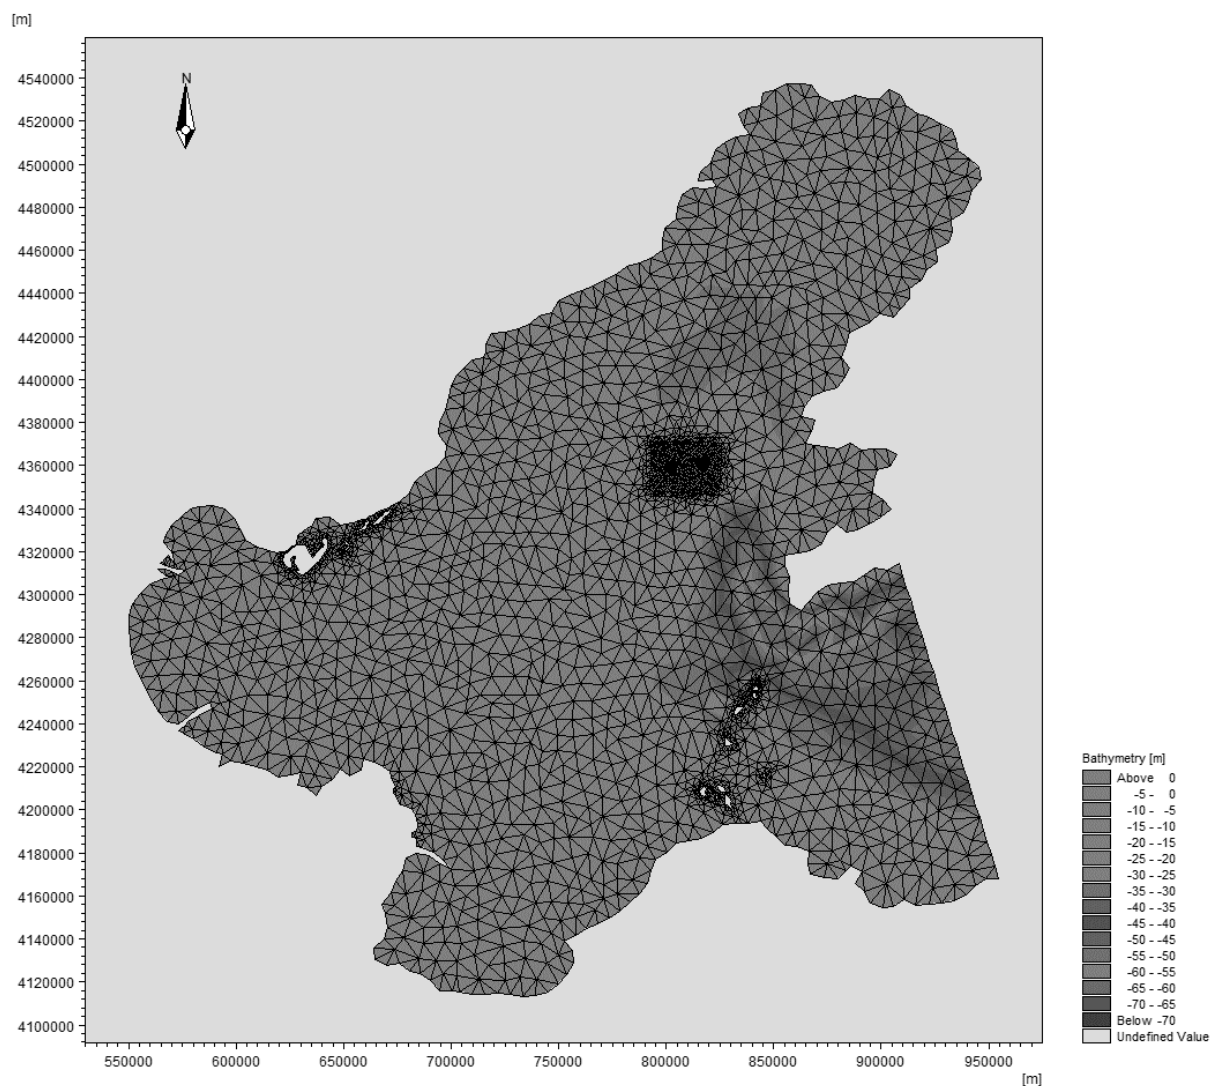 [m]
N
4540000
4520000
4500000
4480000
4460000
4440000
4420000
4400000
4380000
4360000
4340000
4320000
4300000
4280000
4260000
4240000
4220000
4200000
4180000
4160000
4140000
4120000
4100000
550000 600000 650000 700000 750000 800000 850000 900000 950000
[m]
Bathymetry [m]
Above 0
-5 - 0
-10 - -5
-15 - -10
-20 - -15
-25 - -20
-30 - -25
-35 - -30
-40 - -35
-45 - -40
-50 - -45
-55 - -50
-60 - -55
-65 - -60
-70 - -65
Below -70
Undefined Value